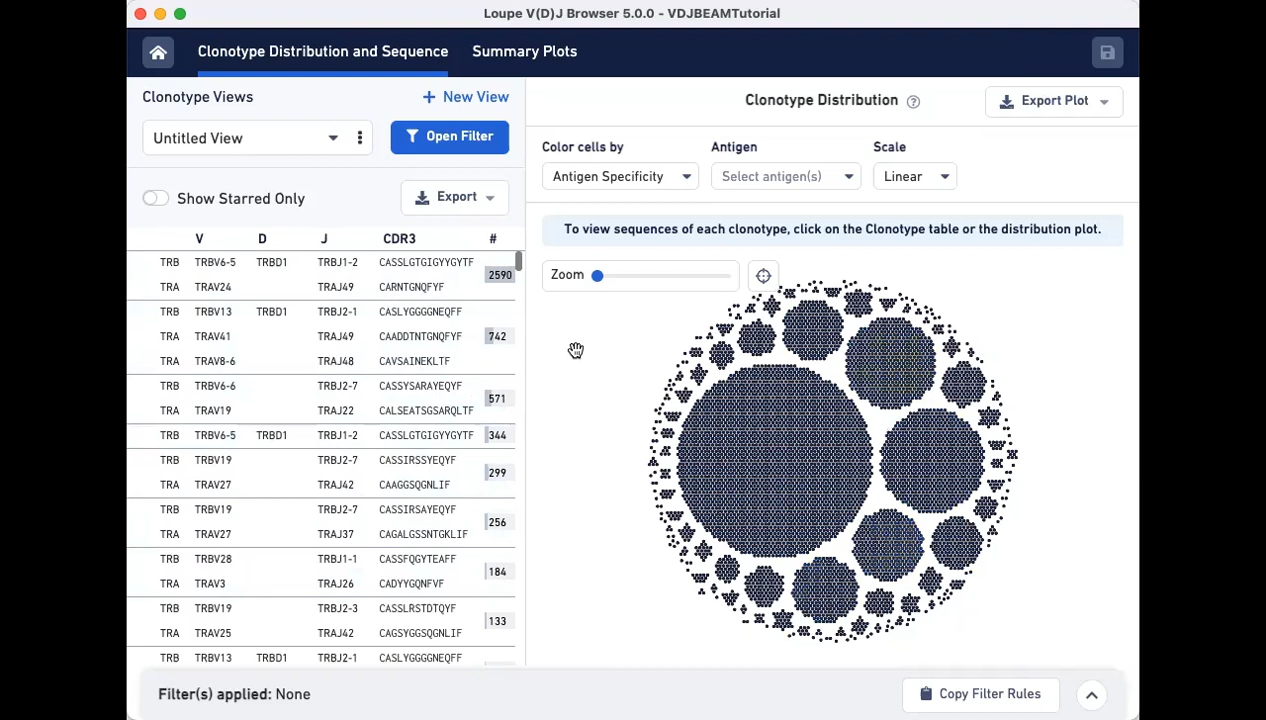 Loupe V(D)J Browser 5.0.0 - VDJBEAMTutorial
Clonotype Distribution and Sequence
Summary Plots
Clonotype Views
+ New View
Untitled View
Open Filter
Show Starred Only
Export
V D J CDR3 #
TRB TRBV6-5 TRBD1 TRBJ1-2 CASSLGTGIGYYGYTF
2590
TRA TRAV24 TRAJ49 CARNTGNQFYF
TRB TRBV13 TRBD1 TRBJ2-1 CASLYGGGGNEQFF
TRA TRAV41 TRAJ49 CAADDTNTGNQFYF 742
TRA TRAV8-6 TRAJ48 CAVSAINEKLTF
TRB TRBV6-6 TRBJ2-7 CASSYSARAYEQYF
571
TRA TRAV19 TRAJ22 CALSEATSGSARQLTF
TRB TRBV6-5 TRBD1 TRBJ1-2 CASSLGTGIGYYGYTF 344
TRB TRBV19 TRBJ2-7 CASSIRSSYEQYF
299
TRA TRAV27 TRAJ42 CAAGGSQGNLIF
TRB TRBV19 TRBJ2-7 CASSIRSAYEQYF
256
TRA TRAV27 TRAJ37 CAGALGSSNTGKLIF
TRB TRBV28 TRBJ1-1 CASSFQGYTEAFF
184
TRA TRAV3 TRAJ26 CADYYGQNFVF
TRB TRBV19 TRBJ2-3 CASSLRSTDTQYF
133
TRA TRAV25 TRAJ42 CAGSYGGSQGNLIF
TRB TRBV13 TRBD1 TRBJ2-1 CASLYGGGGNEQFF
Clonotype Distribution ?
Export Plot
Color cells by Antigen Scale
Antigen Specificity Select antigen(s) Linear
To view sequences of each clonotype, click on the Clonotype table or the distribution plot.
Zoom
Filter(s) applied: None
Copy Filter Rules